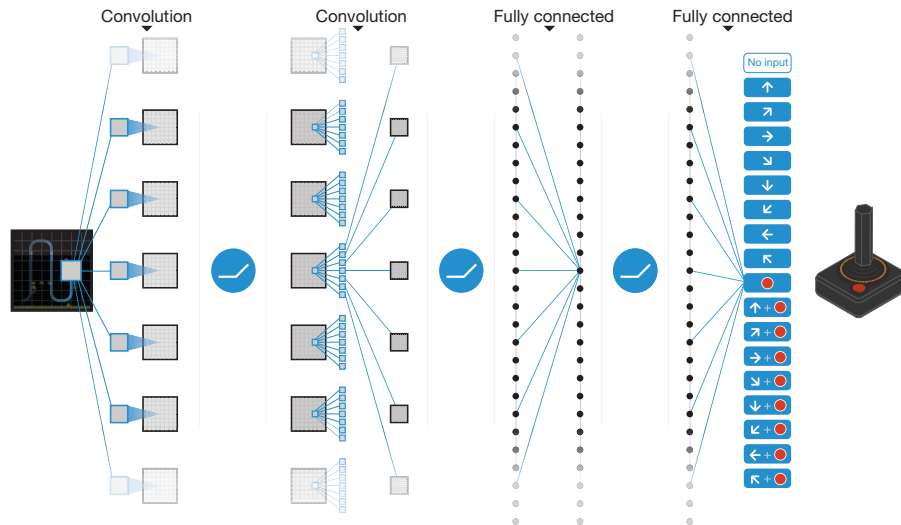 Convolution
Convolution
Fully connected
Fully connected
No input
+
+
+
+
+
+
+
+